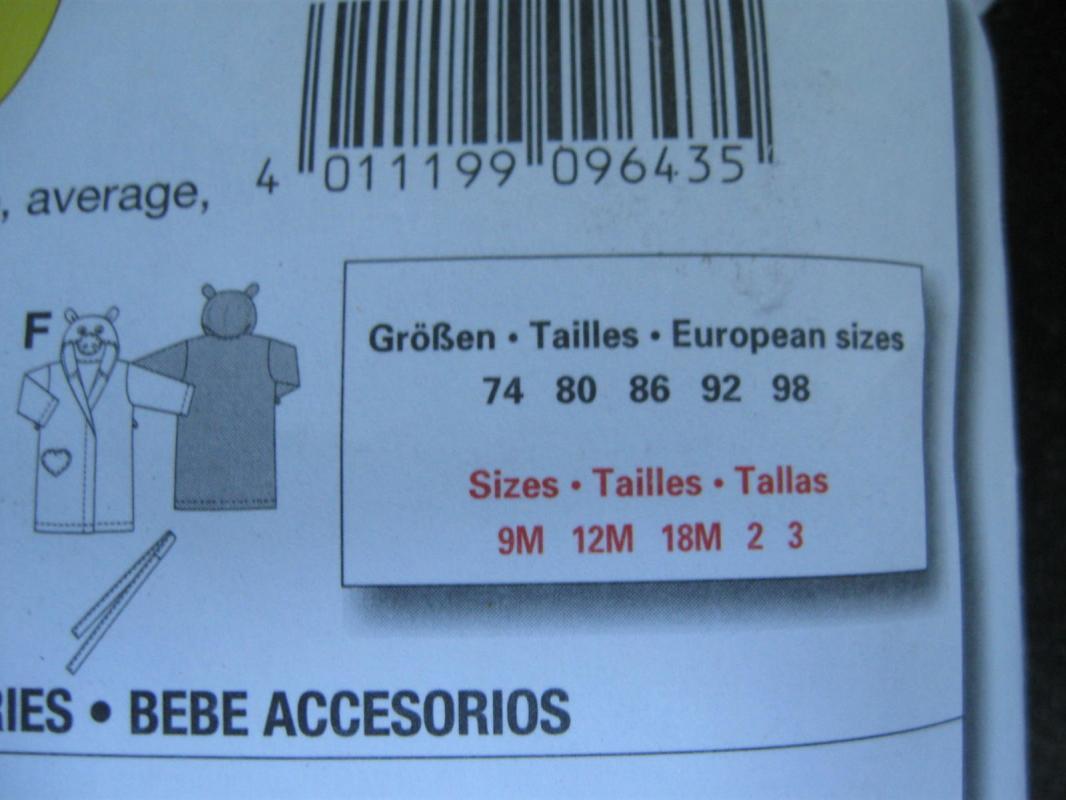 4 011199 096435
, average,
F
Größen • Tailles • European sizes
74 80 86 92 98
Sizes • Tailles • Tallas
9M 12M 18M 2 3
RIES • BEBE ACCESORIOS